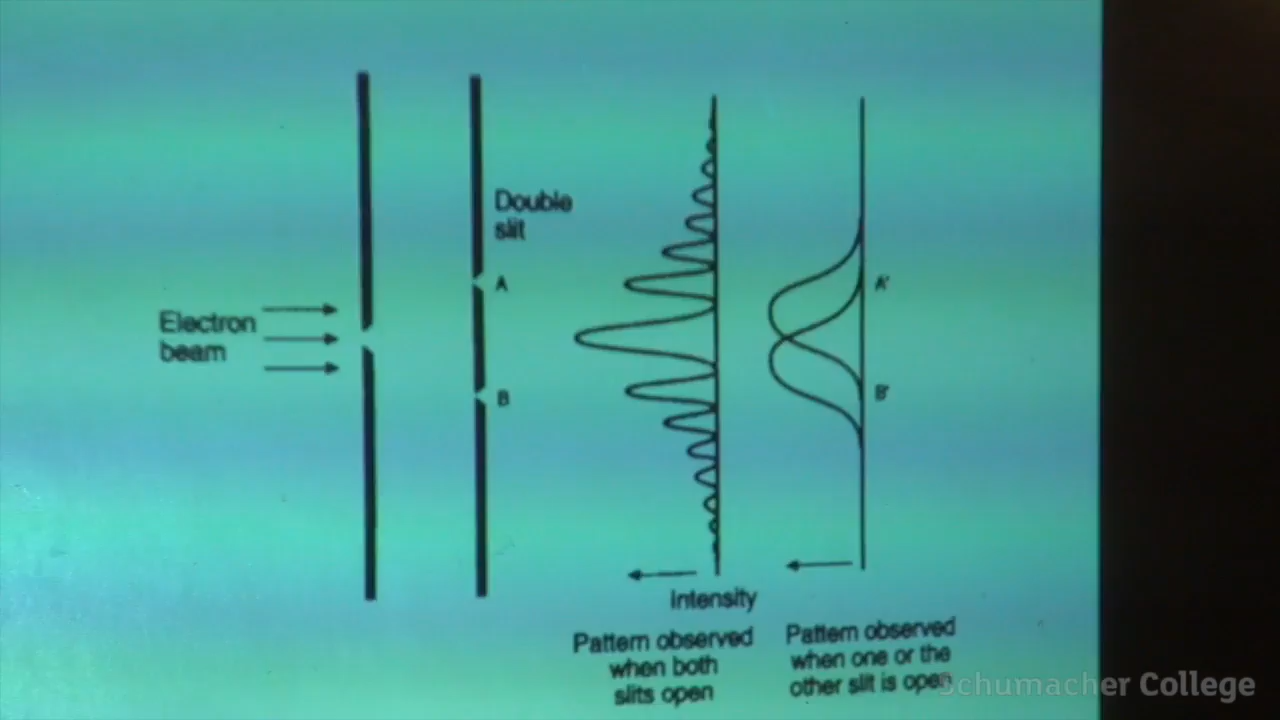 Double
slit
A
Electron
beam
B
A'
B'
Intensity
Pattern observed
when both
slits open
Pattern observed
when one or the
other slit is open
Schumacher College